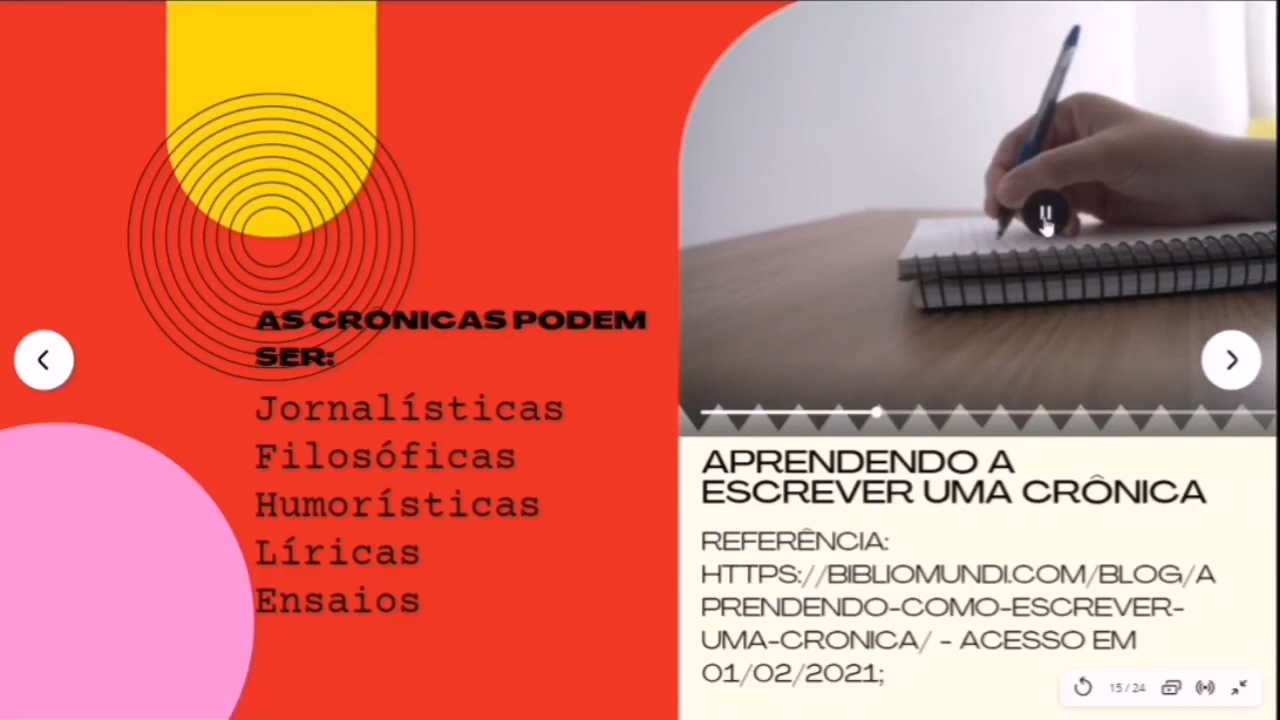 AS CRÔNICAS PODEM
SER:
Jornalísticas
Filosóficas
Humorísticas
Líricas
Ensaios
APRENDENDO A
ESCREVER UMA CRÔNICA
REFERÊNCIA:
HTTPS://BIBLIOMUNDI.COM/BLOG/A
PRENDENDO-COMO-ESCREVER-
UMA-CRONICA/ - ACESSO EM
01/02/2021;
15 / 24